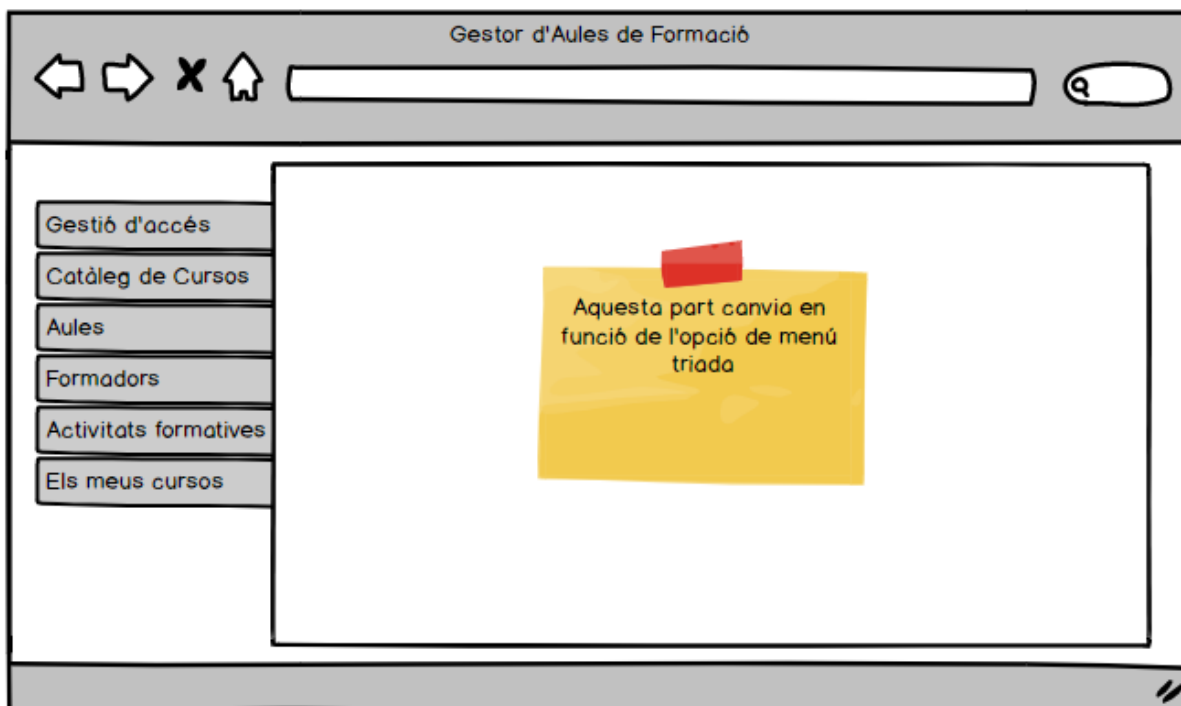 Gestor d'Aules de Formació
Gestió d'accés
Catàleg de Cursos
Aules
Formadors
Activitats formatives
Els meus cursos
Aquesta part canvia en
funció de l'opció de menú
triada